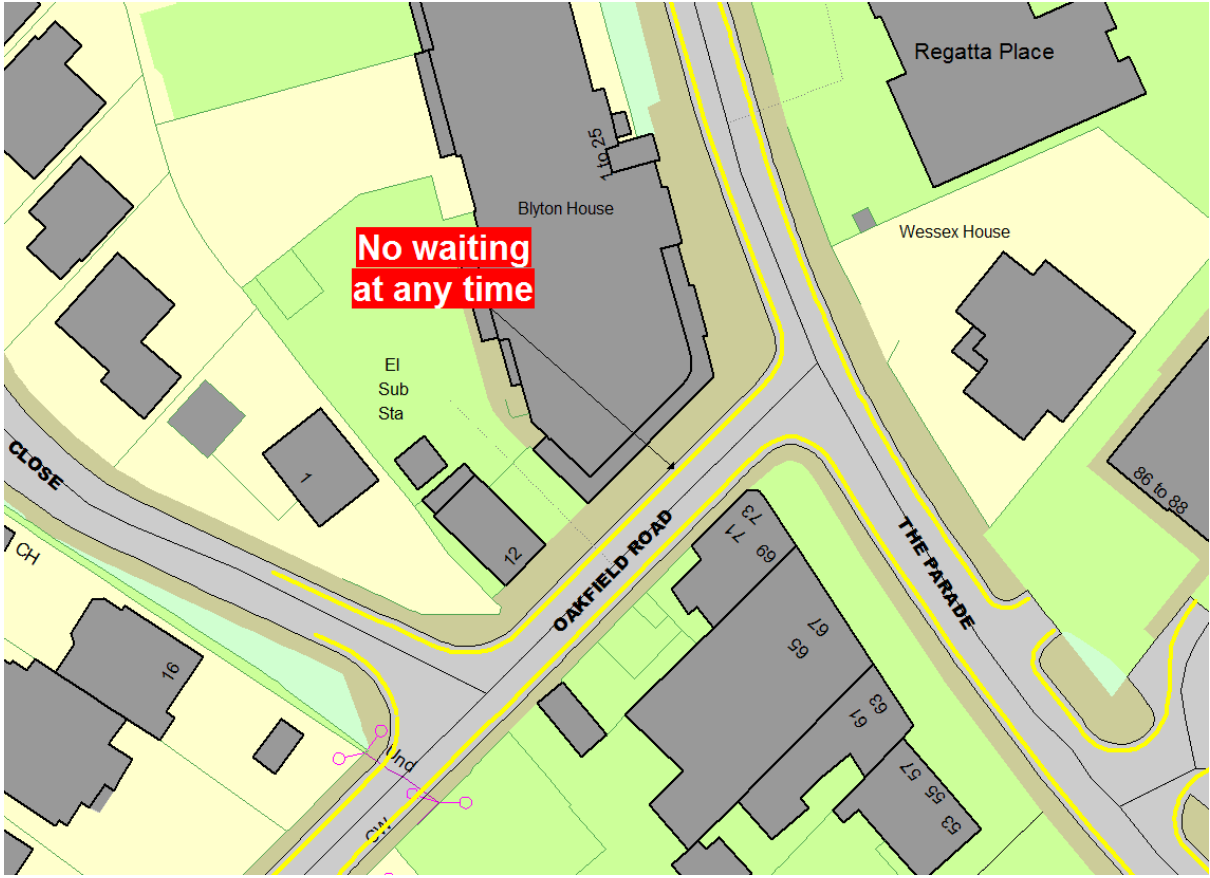 Regatta Place
1 to 25
Blyton House
Wessex House
No waiting
at any time
El
Sub
Sta
CLOSE
1
86 to 88
CH
12
OAKFIELD ROAD
73
71
69
THE PARADE
67
65
16
63
61
Und
57
55
53
CW